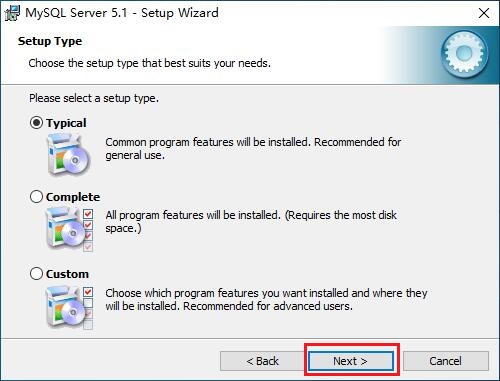 MySQL Server 5.1 - Setup Wizard
Setup Type
Choose the setup type that best suits your needs.
Please select a setup type.
Typical
Common program features will be installed. Recommended for
general use.
Complete
All program features will be installed. (Requires the most disk
space.)
Custom
Choose which program features you want installed and where they
will be installed. Recommended for advanced users.
< Back
Next >
Cancel